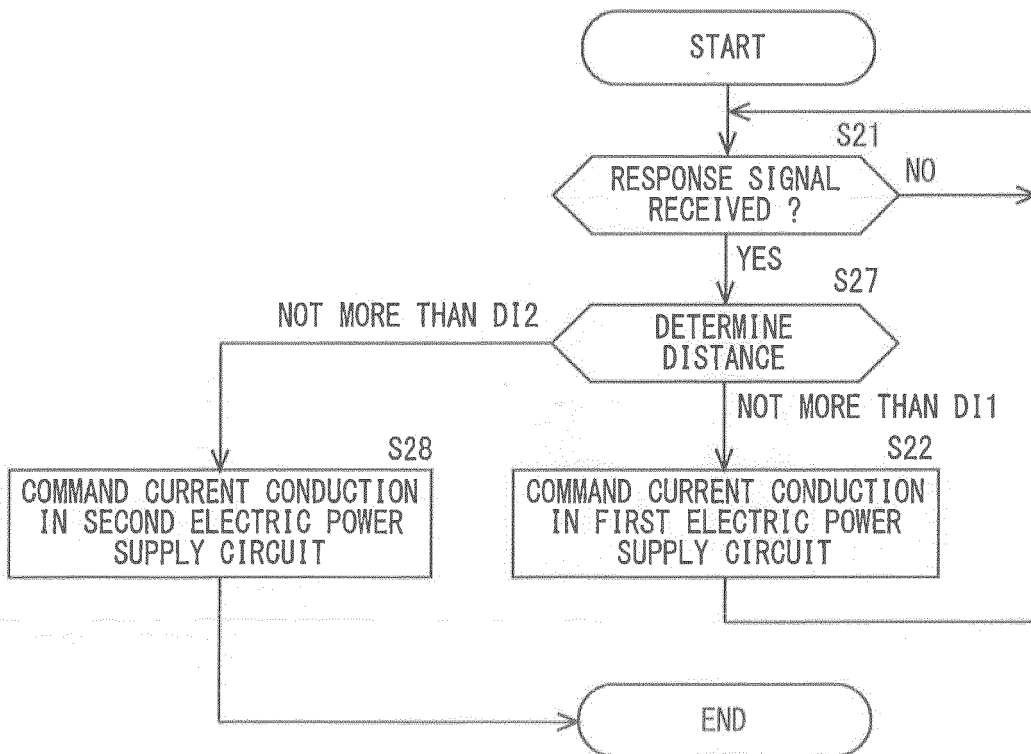 START
S21
RESPONSE SIGNAL
RECEIVED ?
NO
YES
S27
NOT MORE THAN DI2
DETERMINE
DISTANCE
NOT MORE THAN DI1
S28
COMMAND CURRENT CONDUCTION
IN SECOND ELECTRIC POWER
SUPPLY CIRCUIT
S22
COMMAND CURRENT CONDUCTION
IN FIRST ELECTRIC POWER
SUPPLY CIRCUIT
END